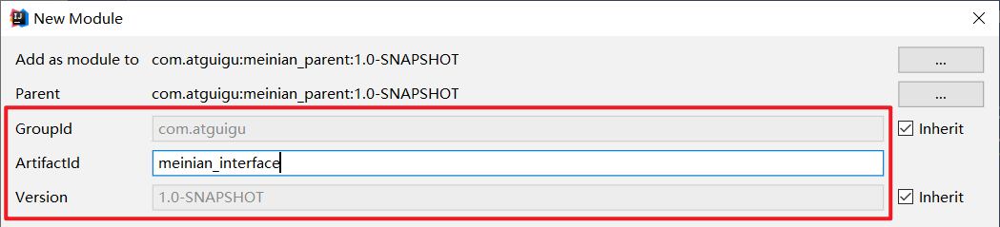 New Module
Add as module to com.atguigu:meinian_parent:1.0-SNAPSHOT ...
Parent com.atguigu:meinian_parent:1.0-SNAPSHOT ...
GroupId com.atguigu Inherit
ArtifactId meinian_interface
Version 1.0-SNAPSHOT Inherit